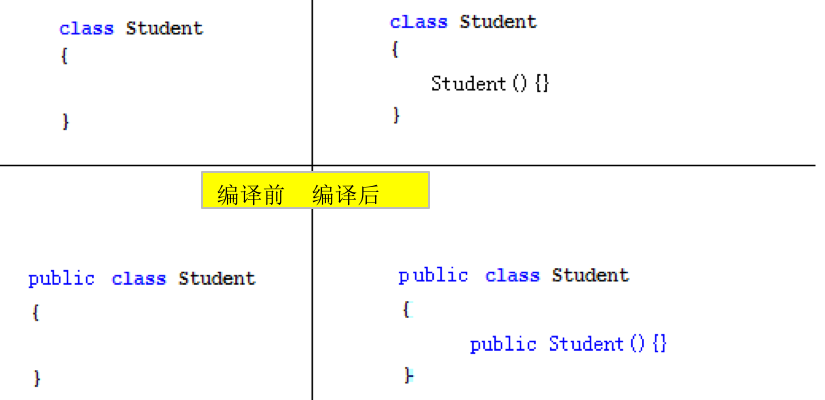 class Student
{
}
class Student
{
Student(){}
}
编译前 编译后
public class Student
{
}
public class Student
{
public Student(){}
}